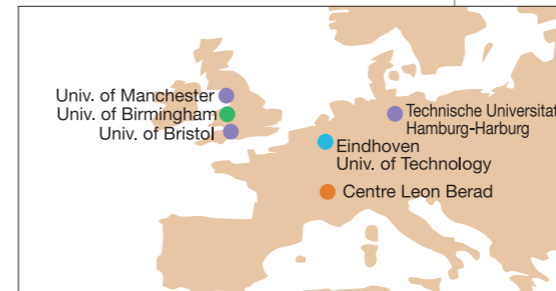 Univ. of Manchester
Univ. of Birmingham
Univ. of Bristol
Technische Universitat
Hamburg-Harburg
Eindhoven
Univ. of Technology
Centre Leon Berad